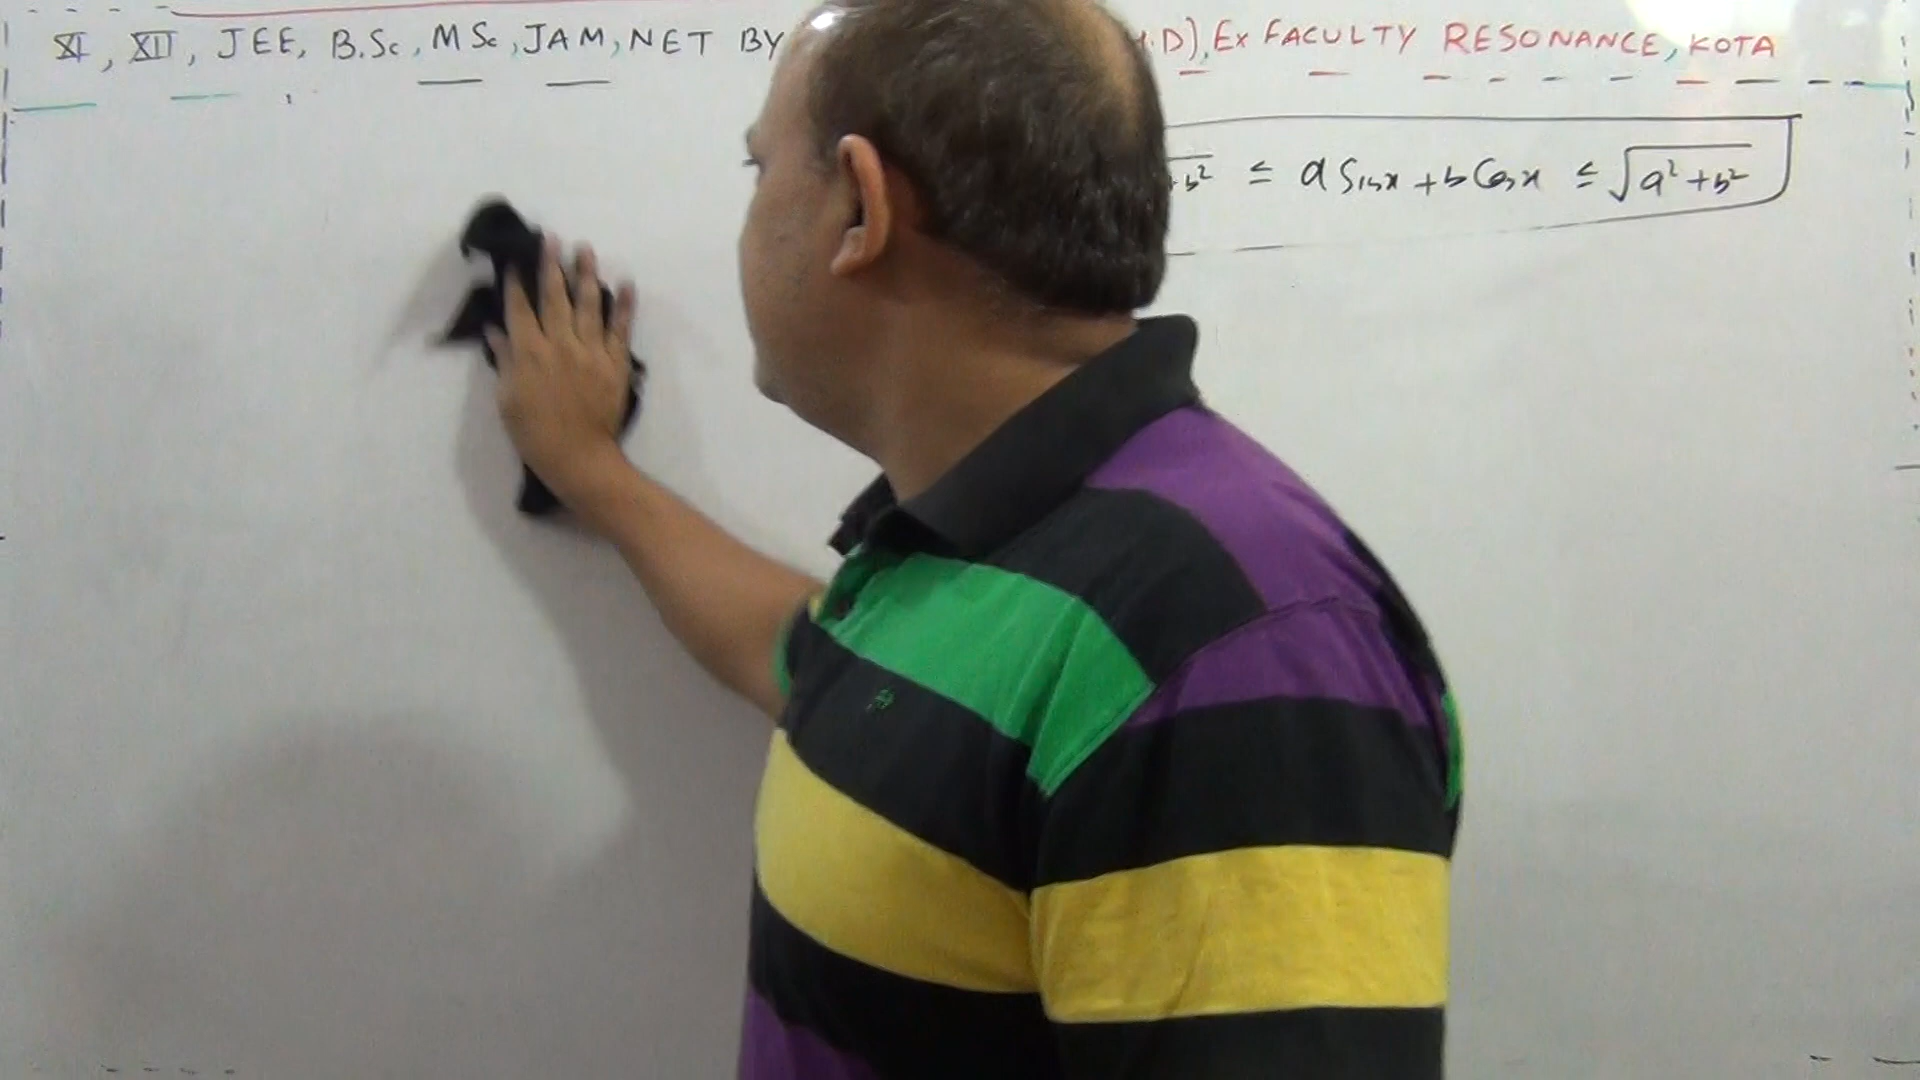 XI, XII, JEE, B.Sc, MSc, JAM, NET BY .D), Ex FACULTY RESONANCE, KOTA
+b² ≤ a Sinx + b Cosx ≤ √a² + b²